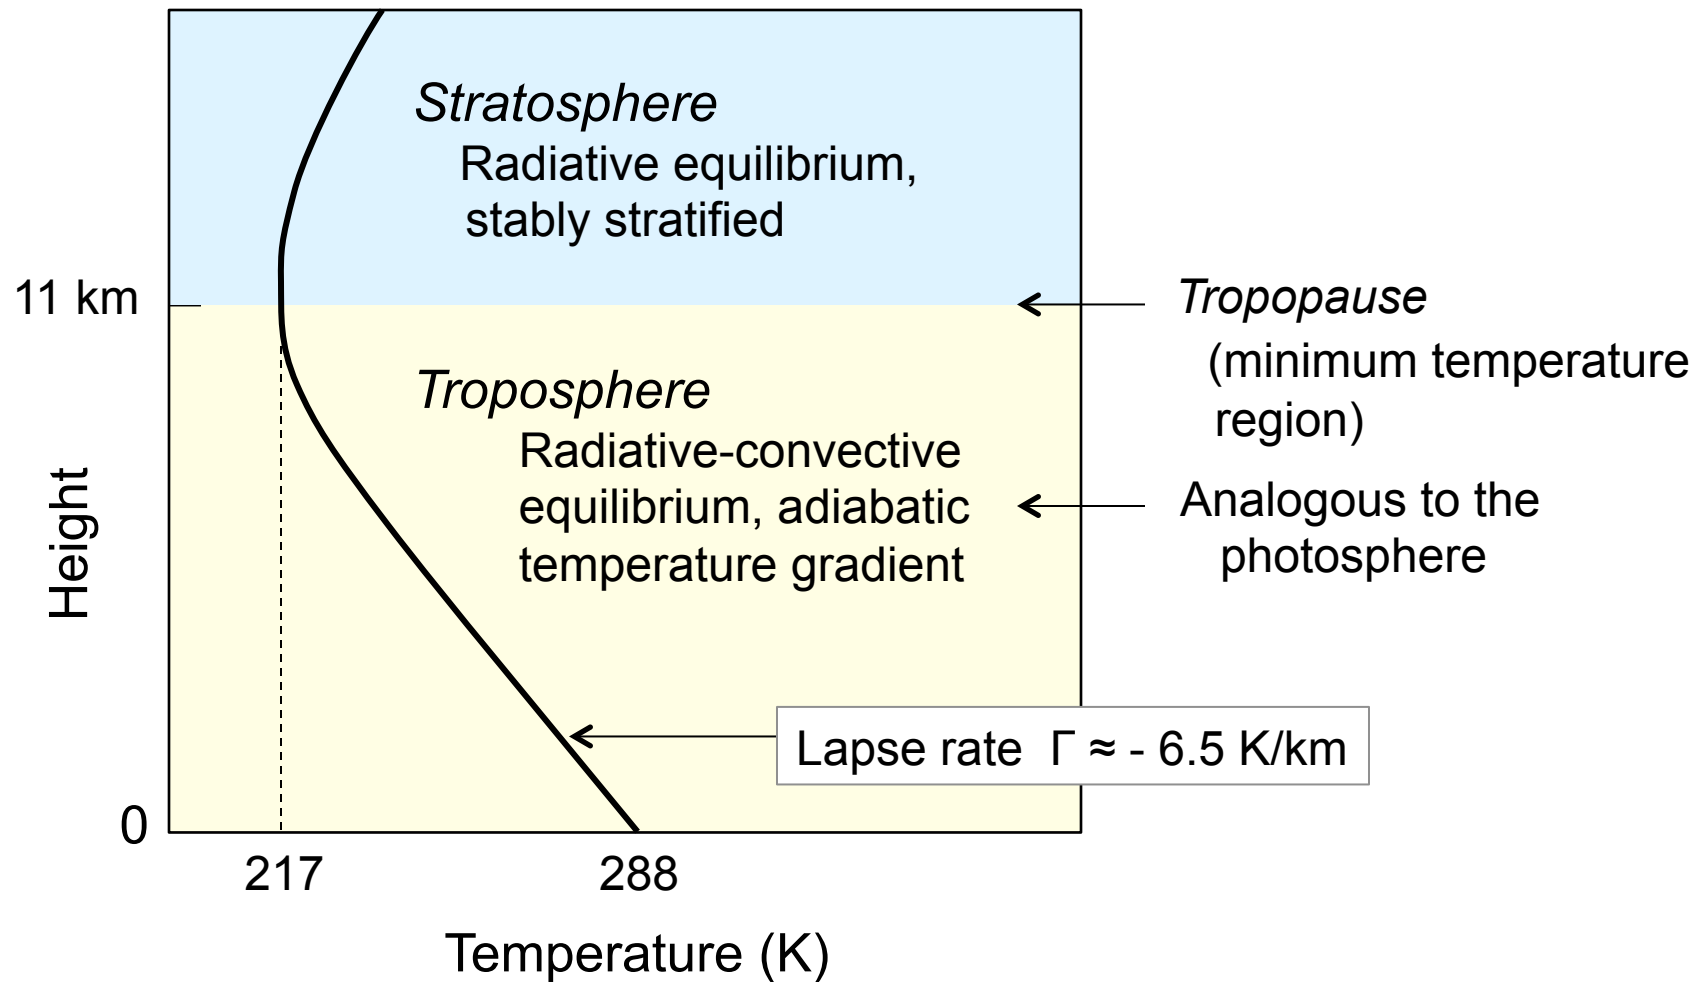 Stratosphere
Radiative equilibrium,
stably stratified
11 km
Tropopause
(minimum temperature
region)
Troposphere
Radiative-convective
equilibrium, adiabatic
temperature gradient
Analogous to the
photosphere
Height
Lapse rate Γ ≈ - 6.5 K/km
0
217
288
Temperature (K)